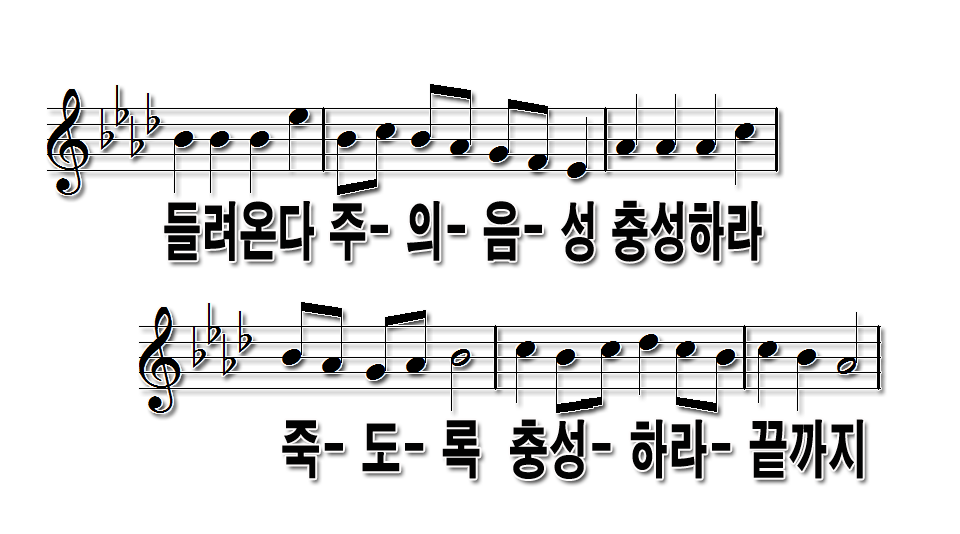 들려온다 주- 의- 음- 성 충성하라
죽- 도- 록 충성- 하라- 끝까지